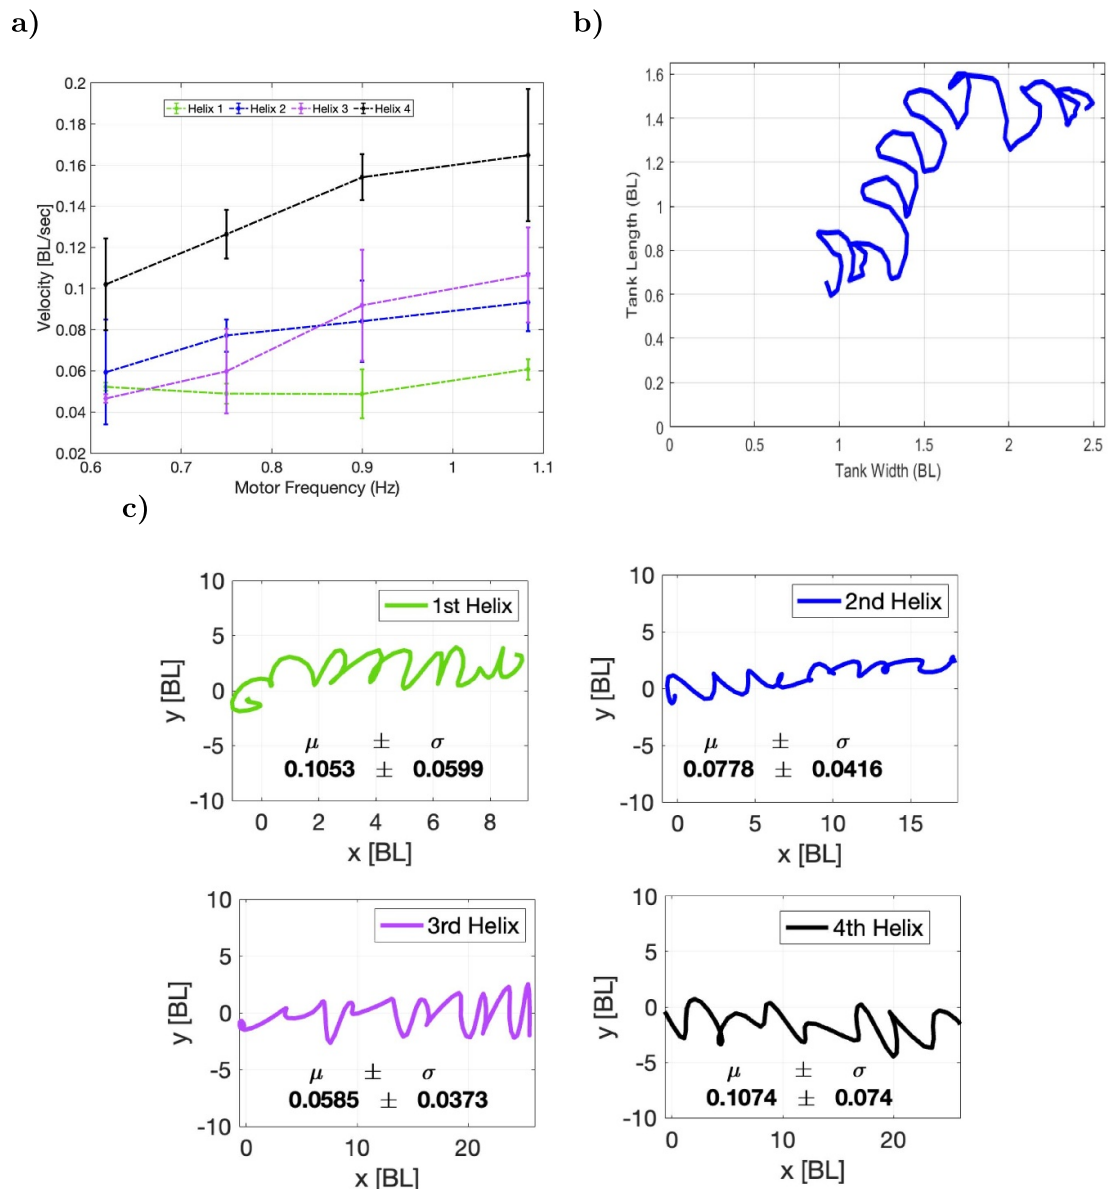 a)
0.2
0.18
0.16
0.14
0.12
0.1
0.08
0.06
0.04
0.02
Velocity [BL/sec]
Helix 1 Helix 2 Helix 3 Helix 4
0.6 0.7 0.8 0.9 1 1.1
Motor Frequency (Hz)
b)
1.6
1.4
1.2
1
0.8
0.6
0.4
0.2
0
Tank Length (BL)
0 0.5 1 1.5 2 2.5
Tank Width (BL)
c)
10
5
0
-5
-10
y [BL]
1st Helix
μ ± σ
0.1053 ± 0.0599
0 2 4 6 8
x [BL]
10
5
0
-5
-10
y [BL]
2nd Helix
μ ± σ
0.0778 ± 0.0416
0 5 10 15
x [BL]
10
5
0
-5
-10
y [BL]
3rd Helix
μ ± σ
0.0585 ± 0.0373
0 10 20
x [BL]
10
5
0
-5
-10
y [BL]
4th Helix
μ ± σ
0.1074 ± 0.074
0 10 20
x [BL]